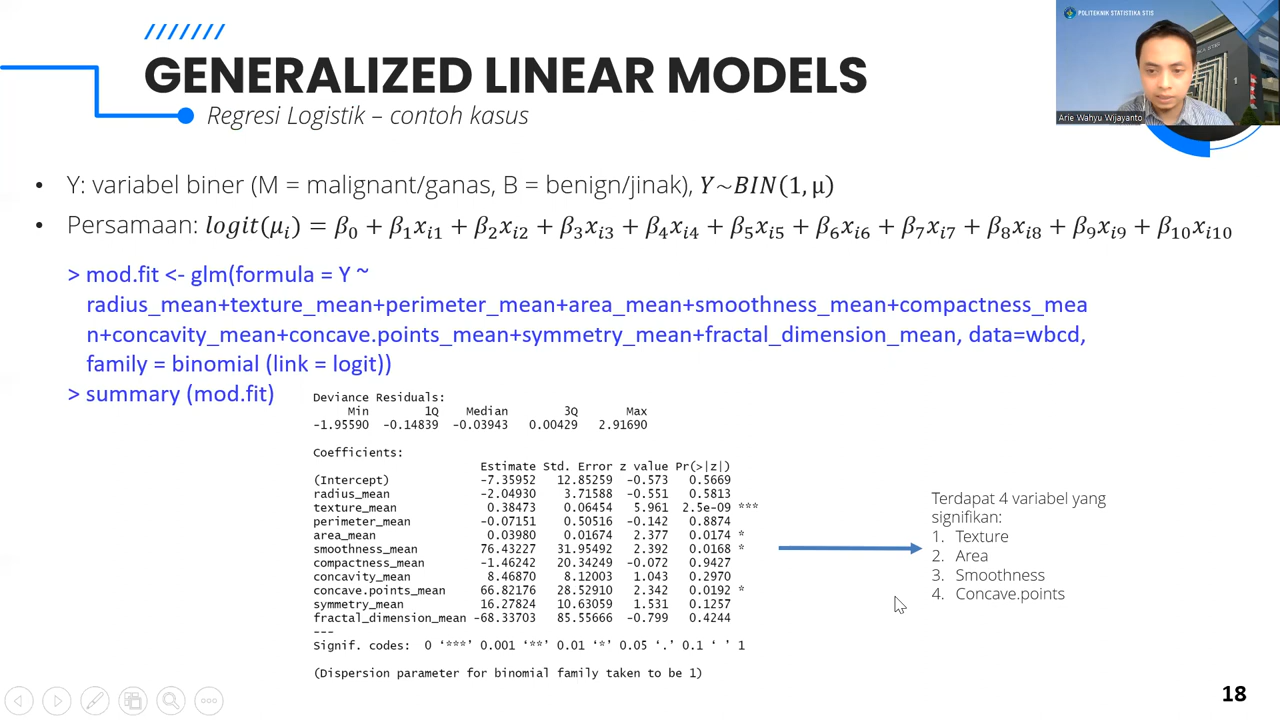 POLITEKNIK STATISTIKA STIS
Arie Wahyu Wijayanto
GENERALIZED LINEAR MODELS
Regresi Logistik – contoh kasus
• Y: variabel biner (M = malignant/ganas, B = benign/jinak), Y~BIN(1, μ)
• Persamaan: logit(μᵢ) = β₀ + β₁xᵢ₁ + β₂xᵢ₂ + β₃xᵢ₃ + β₄xᵢ₄ + β₅xᵢ₅ + β₆xᵢ₆ + β₇xᵢ₇ + β₈xᵢ₈ + β₉xᵢ₉ + β₁₀xᵢ₁₀
> mod.fit <- glm(formula = Y ~
radius_mean+texture_mean+perimeter_mean+area_mean+smoothness_mean+compactness_mea
n+concavity_mean+concave.points_mean+symmetry_mean+fractal_dimension_mean, data=wbcd,
family = binomial (link = logit))
> summary (mod.fit)
Deviance Residuals:
Min 1Q Median 3Q Max
-1.95590 -0.14839 -0.03943 0.00429 2.91690
Coefficients:
Estimate Std. Error z value Pr(>|z|)
(Intercept) -7.35952 12.85259 -0.573 0.5669
radius_mean -2.04930 3.71588 -0.551 0.5813
texture_mean 0.38473 0.06454 5.961 2.5e-09 ***
perimeter_mean -0.07151 0.50516 -0.142 0.8874
area_mean 0.03980 0.01674 2.377 0.0174 *
smoothness_mean 76.43227 31.95492 2.392 0.0168 *
compactness_mean -1.46242 20.34249 -0.072 0.9427
concavity_mean 8.46870 8.12003 1.043 0.2970
concave.points_mean 66.82176 28.52910 2.342 0.0192 *
symmetry_mean 16.27824 10.63059 1.531 0.1257
fractal_dimension_mean -68.33703 85.55666 -0.799 0.4244
---
Signif. codes: 0 ‘***’ 0.001 ‘**’ 0.01 ‘*’ 0.05 ‘.’ 0.1 ‘ ’ 1
(Dispersion parameter for binomial family taken to be 1)
Terdapat 4 variabel yang
signifikan:
1. Texture
2. Area
3. Smoothness
4. Concave.points
18